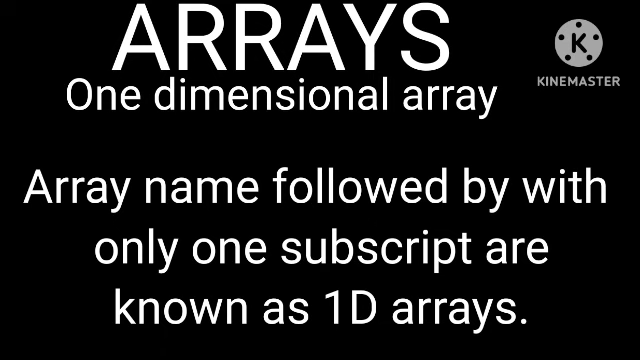 ARRAYS
One dimensional array
KINEMASTER
Array name followed by with
only one subscript are
known as 1D arrays.